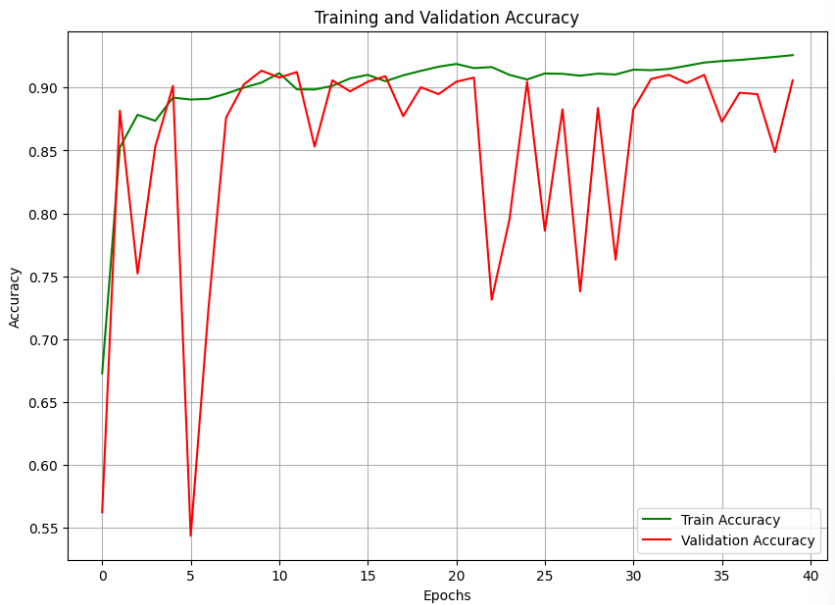 Training and Validation Accuracy
Accuracy
0.90
0.85
0.80
0.75
0.70
0.65
0.60
0.55
0 5 10 15 20 25 30 35 40
Epochs
Train Accuracy
Validation Accuracy